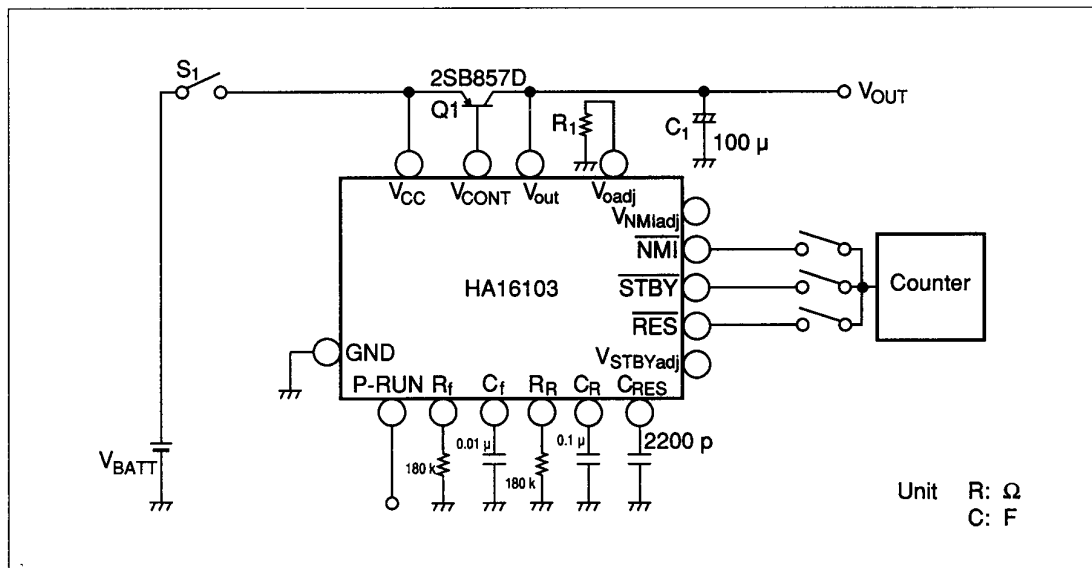 S1
2SB857D
Q1
R1
C1
100 μ
VOUT
VCC
VCONT
Vout
Voadj
VNMIadj
NMI
HA16103
STBY
Counter
RES
GND
VSTBYadj
P-RUN
Rf
Cf
RR
CR
CRES
0.01 μ
0.1 μ
2200 p
180 k
180 k
VBATT
Unit R: Ω
C: F